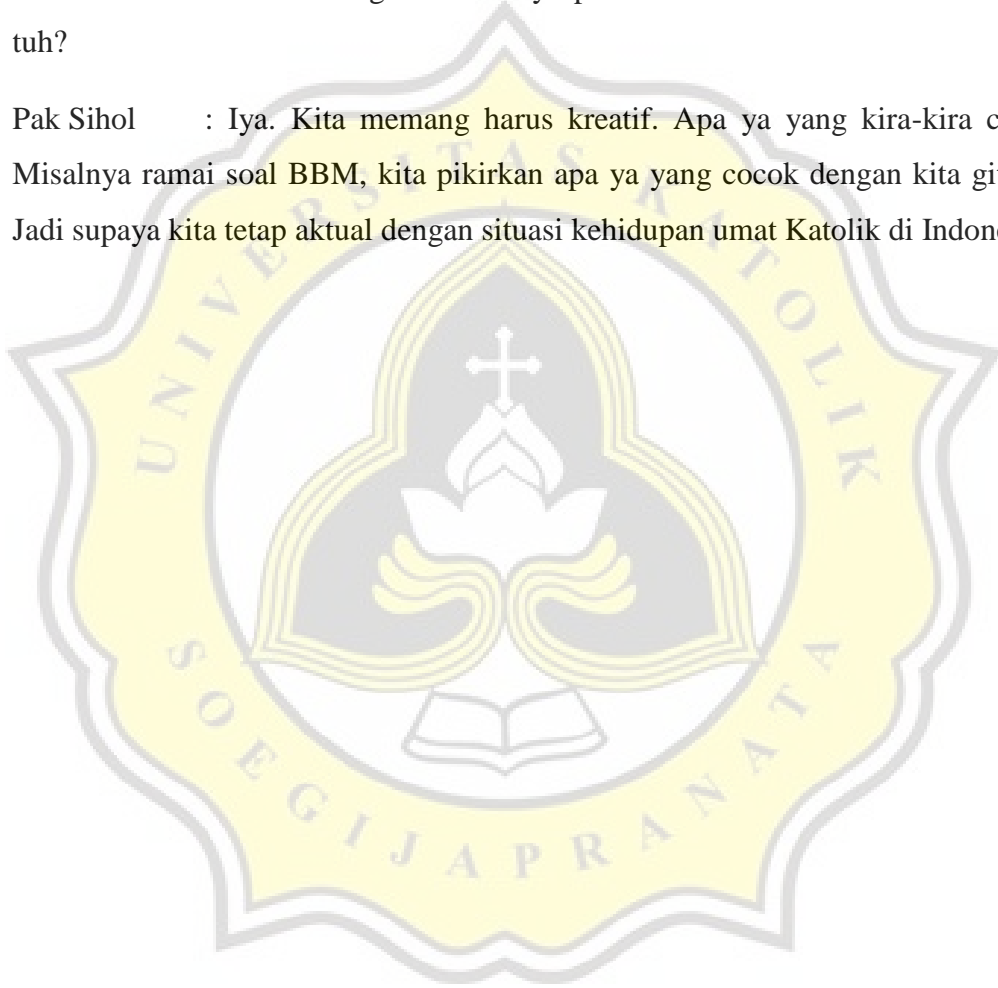 tuh?
Pak Sihol : Iya. Kita memang harus kreatif. Apa ya yang kira-kira
Misalnya ramai soal BBM, kita pikirkan apa ya yang cocok dengan kita
Jadi supaya kita tetap aktual dengan situasi kehidupan umat Katolik di
UNIVERSITAS KATOLIK
SOEGIJAPRANATA